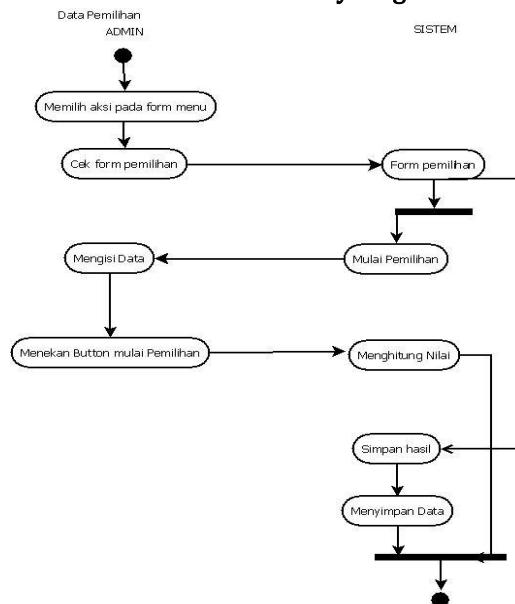 Data Pemilihan
ADMIN
SISTEM
Memilih aksi pada form menu
Cek form pemilihan
Form pemilihan
Mengisi Data
Mulai Pemilihan
Menekan Button mulai Pemilihan
Menghitung Nilai
Simpan hasil
Menyimpan Data